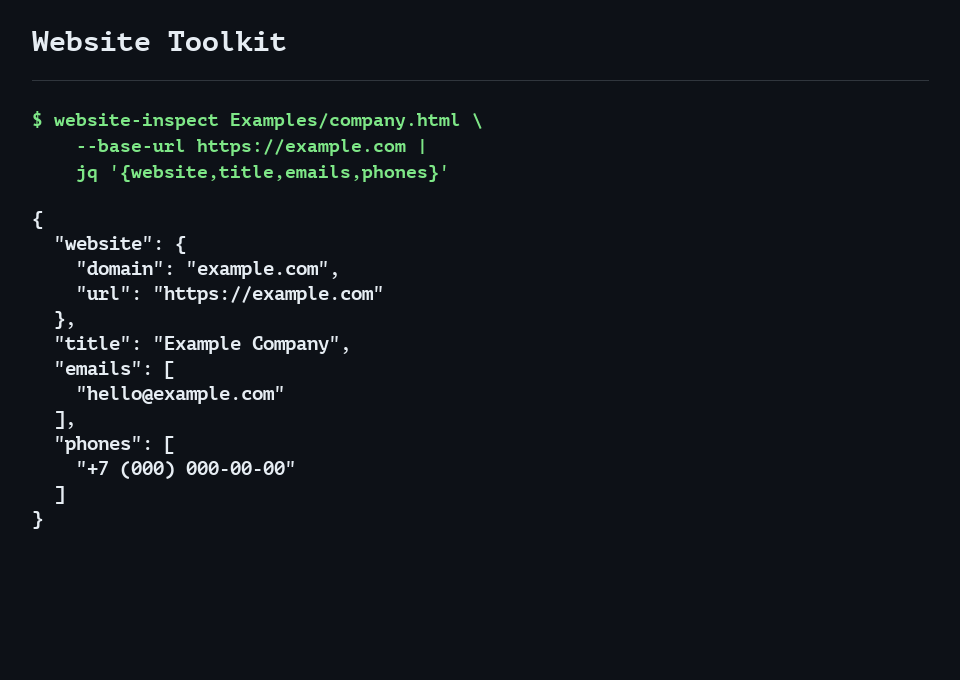 Website Toolkit
$ website-inspect Examples/company.html \
    --base-url https://example.com |
    jq '{website,title,emails,phones}'
{
  "website": {
    "domain": "example.com",
    "url": "https://example.com"
  },
  "title": "Example Company",
  "emails": [
    "hello@example.com"
  ],
  "phones": [
    "+7 (000) 000-00-00"
  ]
}